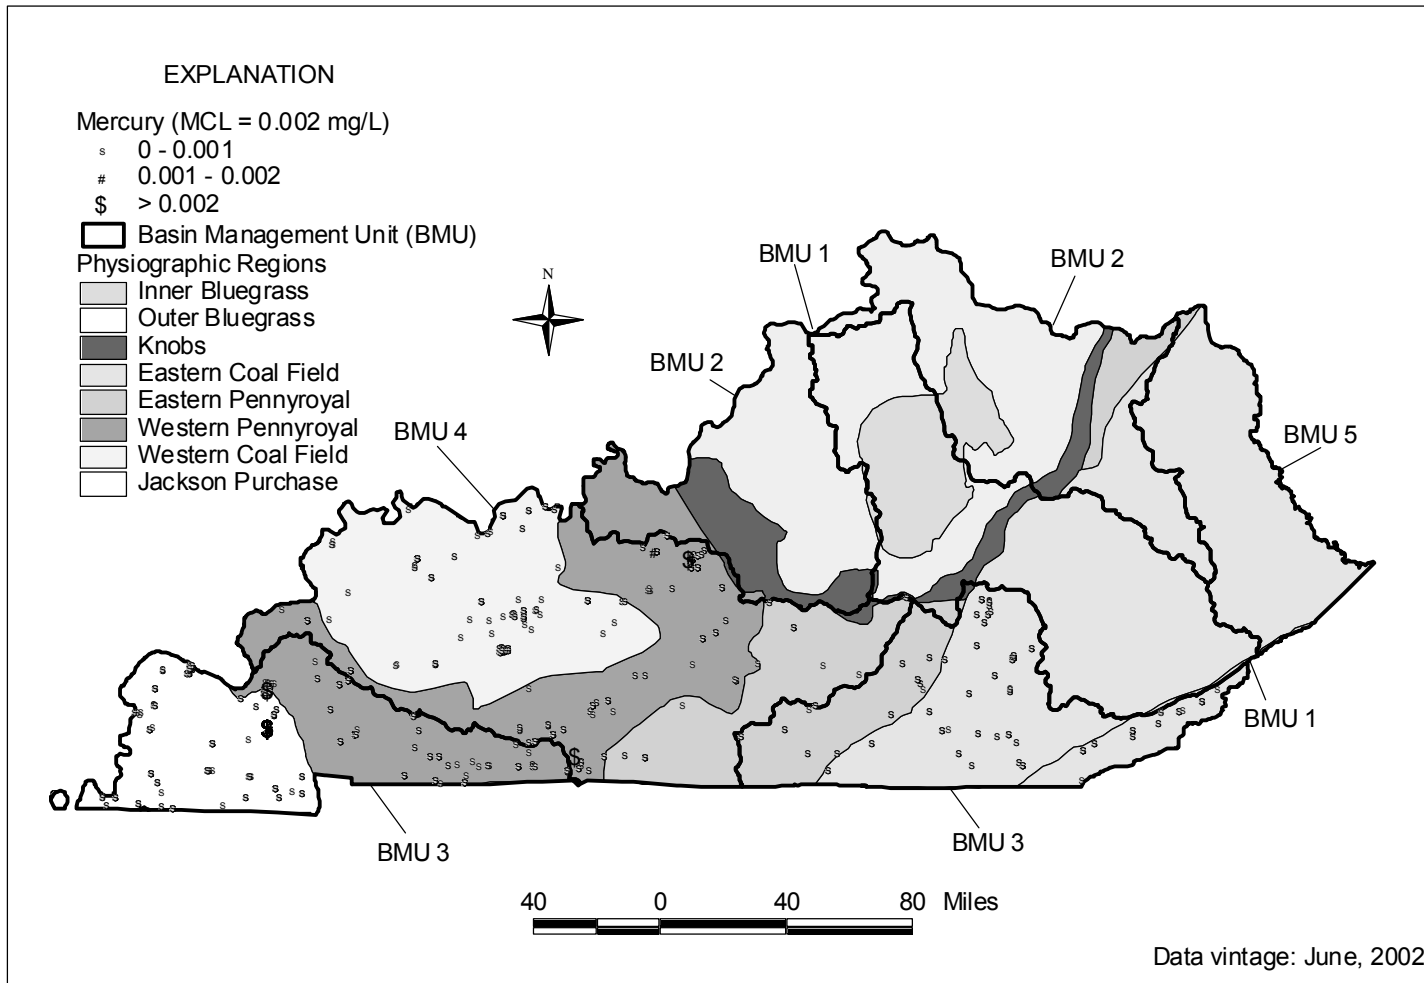 EXPLANATION
Mercury (MCL = 0.002 mg/L)
s 0 - 0.001
# 0.001 - 0.002
$ > 0.002
Basin Management Unit (BMU)
Physiographic Regions
Inner Bluegrass
Outer Bluegrass
Knobs
Eastern Coal Field
Eastern Pennyroyal
Western Pennyroyal
Western Coal Field
Jackson Purchase
N
BMU 1
BMU 2
BMU 2
BMU 4
BMU 5
BMU 1
BMU 3
BMU 3
40 0 40 80 Miles
Data vintage: June, 2002